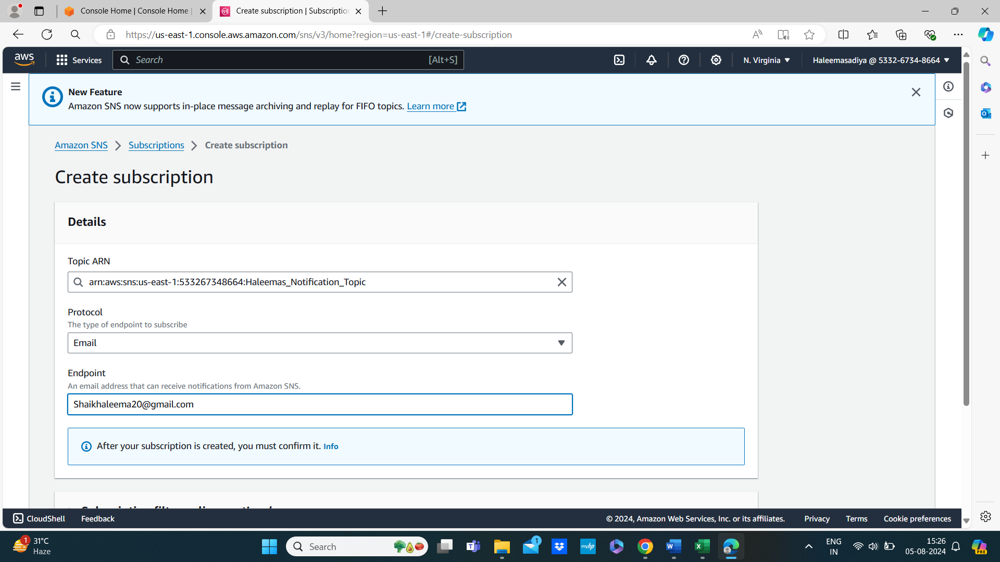 Console Home | Console Home |
Create subscription | Subscription
https://us-east-1.console.aws.amazon.com/sns/v3/home?region=us-east-1#/create-subscription
aws
Services
Search
[Alt+S]
N. Virginia
Haleemasadiya @ 5332-6734-8664
New Feature
Amazon SNS now supports in-place message archiving and replay for FIFO topics. Learn more
Amazon SNS
Subscriptions
Create subscription
Create subscription
Details
Topic ARN
arn:aws:sns:us-east-1:533267348664:Haleemas_Notification_Topic
Protocol
The type of endpoint to subscribe
Email
Endpoint
An email address that can receive notifications from Amazon SNS.
Shaikhaleema20@gmail.com
After your subscription is created, you must confirm it. Info
CloudShell
Feedback
© 2024, Amazon Web Services, Inc. or its affiliates.
Privacy
Terms
Cookie preferences
1
31°C
Haze
Search
1
myhp
ENG
IN
15:26
05-08-2024
PRE